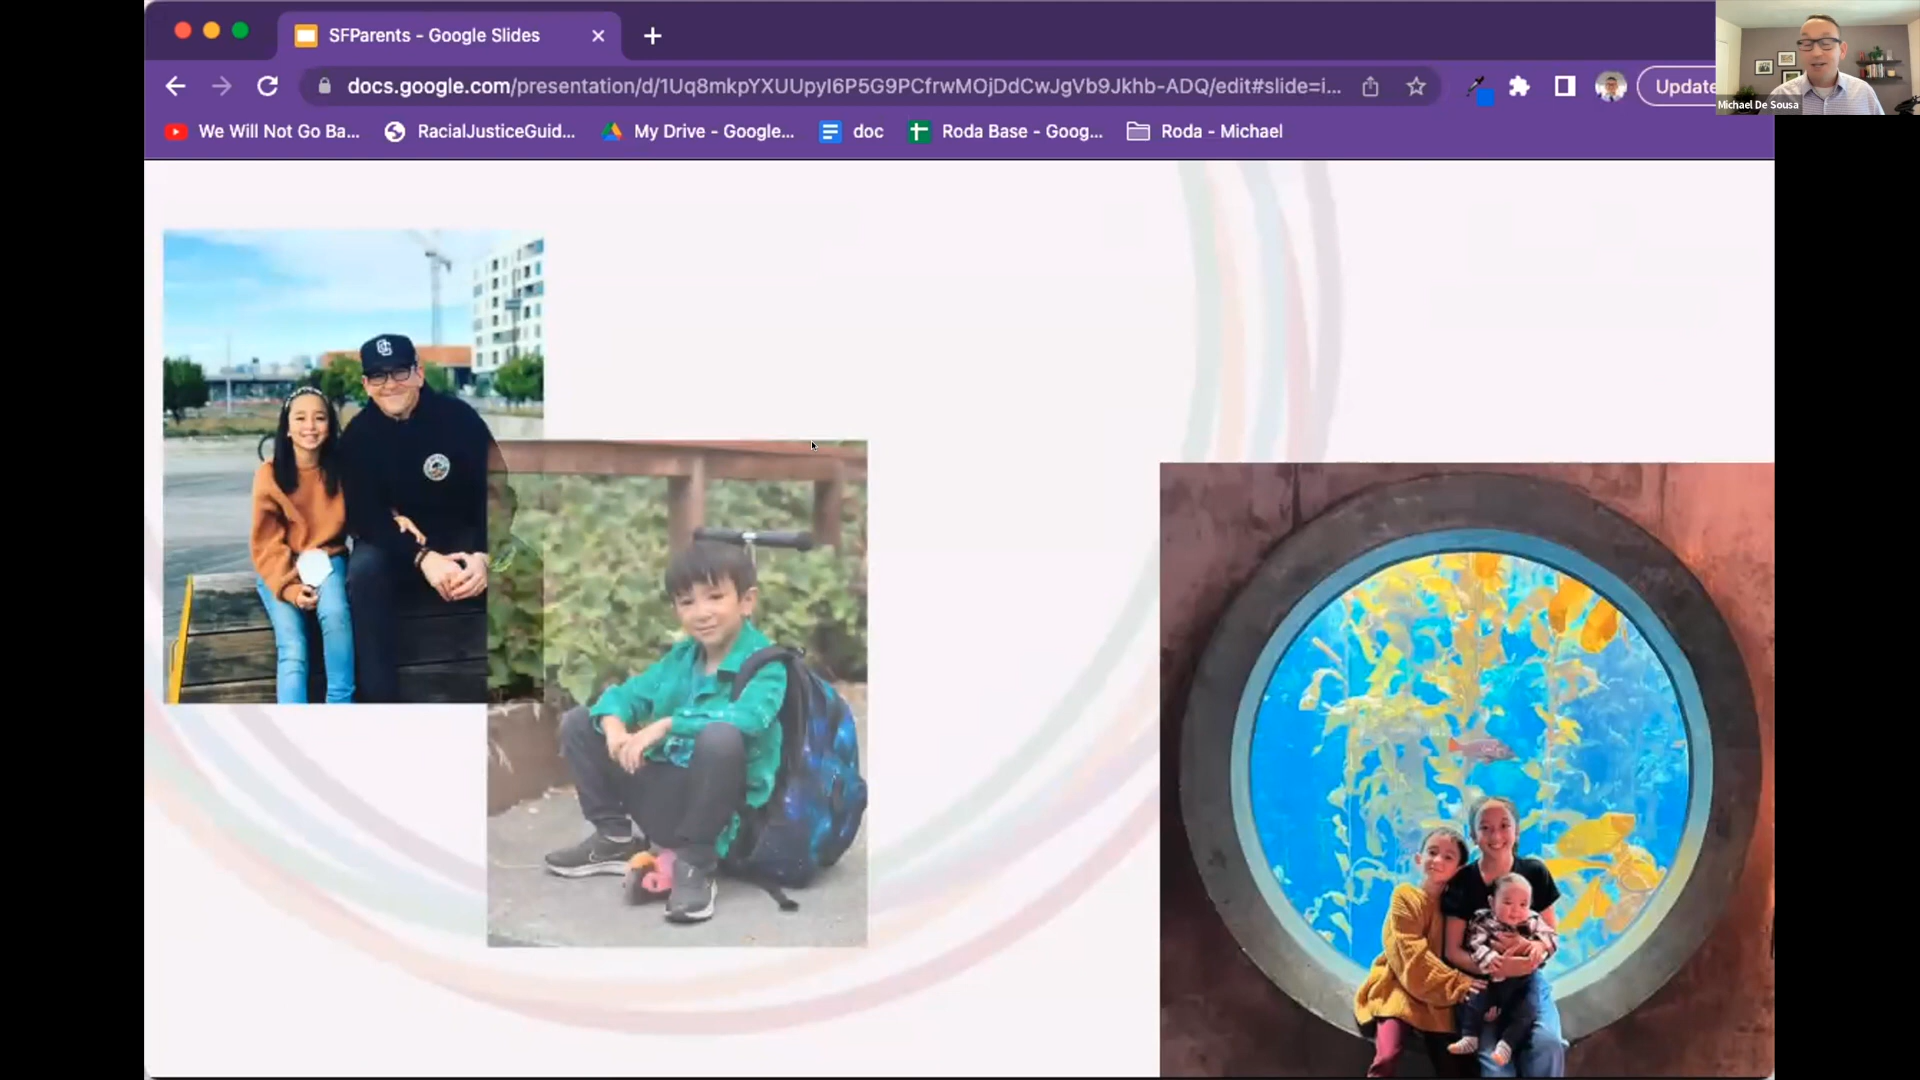 SFParents - Google Slides
docs.google.com/presentation/d/1Uq8mkpYXUUpyI6P5G9PCfrwMOjDdCwJgVb9Jkhb-ADQ/edit#slide=i...
Update
Michael De Sousa
We Will Not Go Ba...
RacialJusticeGuid...
My Drive - Google...
doc
Roda Base - Goog...
Roda - Michael